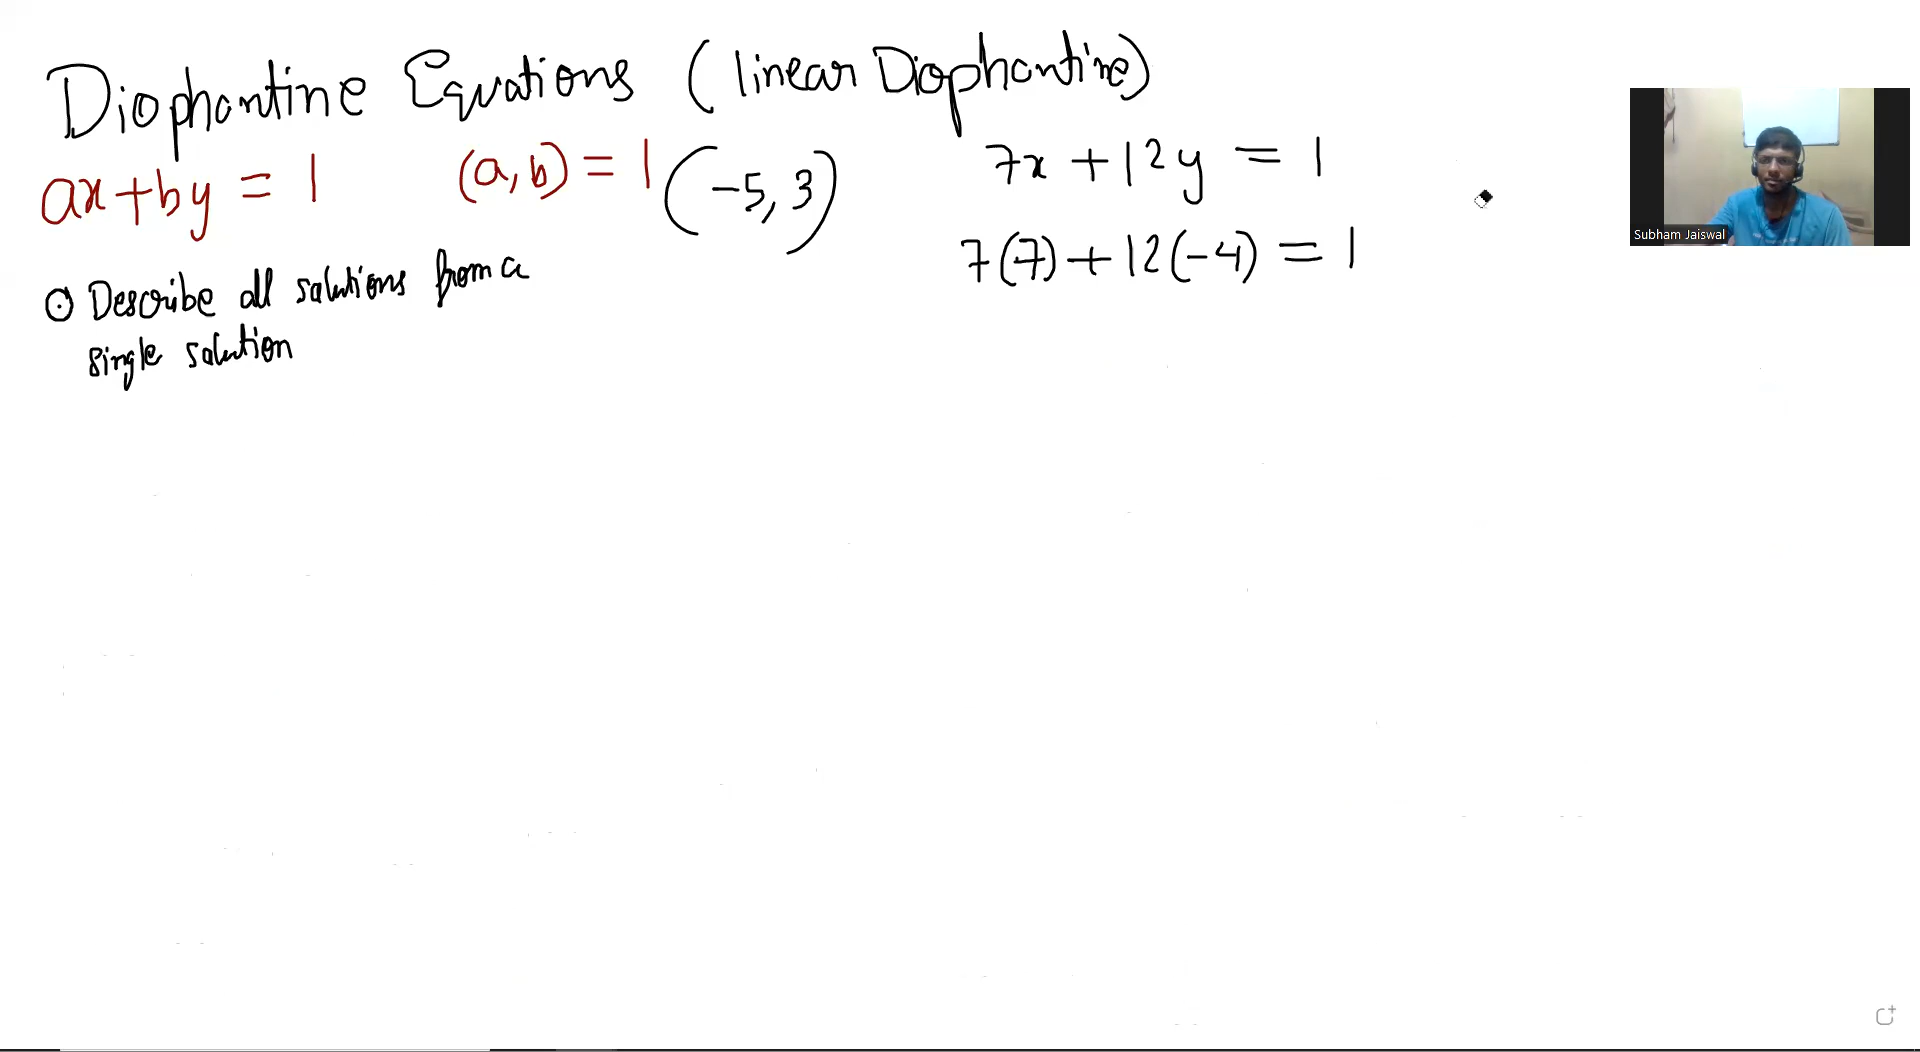 Diophantine Equations (linear Diophantine)
ax+by = 1 (a, b) = 1 (-5, 3) 7x + 12y = 1
7(7) + 12(-4) = 1
⊙ Describe all solutions from a
single solution
Subham Jaiswal